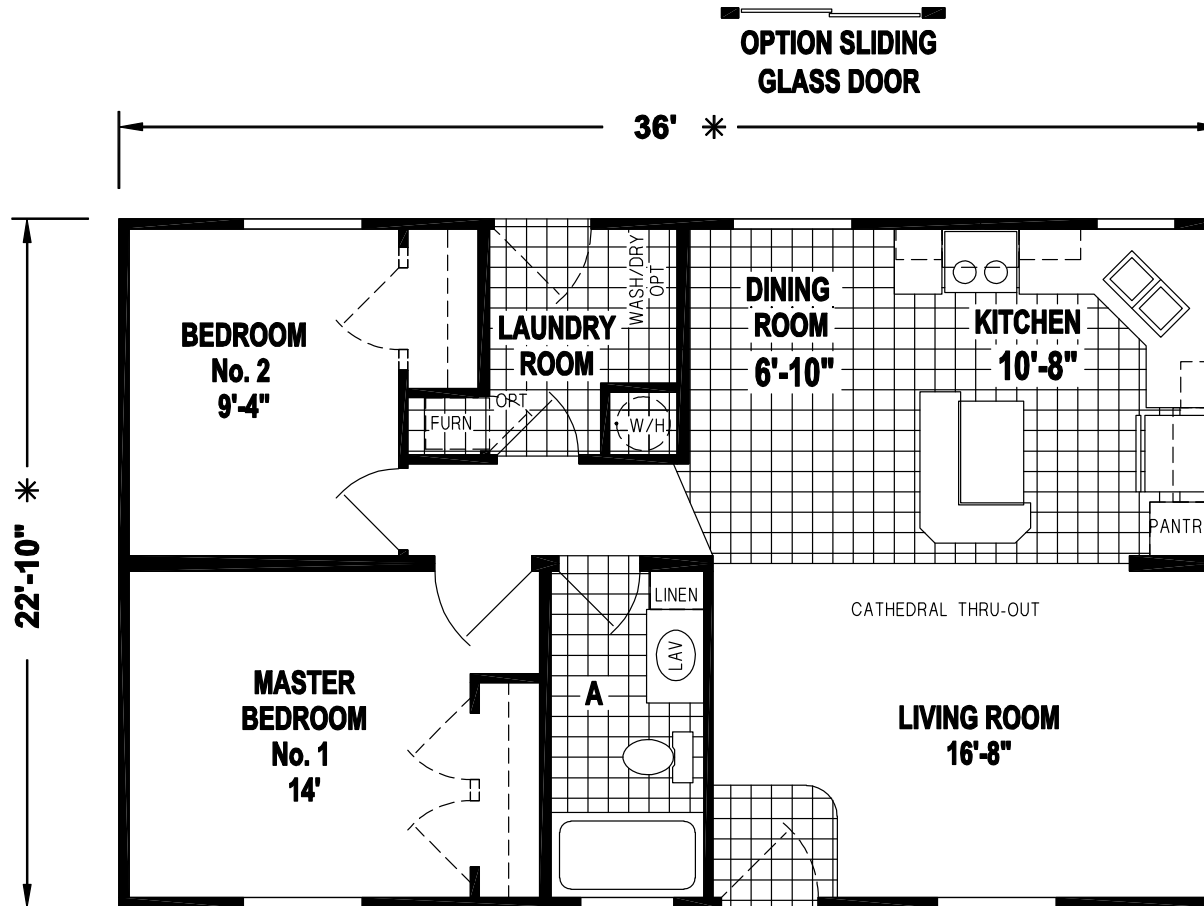 OPTION SLIDING
GLASS DOOR
36' ✳
22'-10" ✳
BEDROOM
No. 2
9'-4"
LAUNDRY
ROOM
WASH/DRY
OPT
DINING
ROOM
6'-10"
KITCHEN
10'-8"
FURN
OPT
W/H
PANTR
LINEN
LAV
CATHEDRAL THRU-OUT
MASTER
BEDROOM
No. 1
14'
A
LIVING ROOM
16'-8"